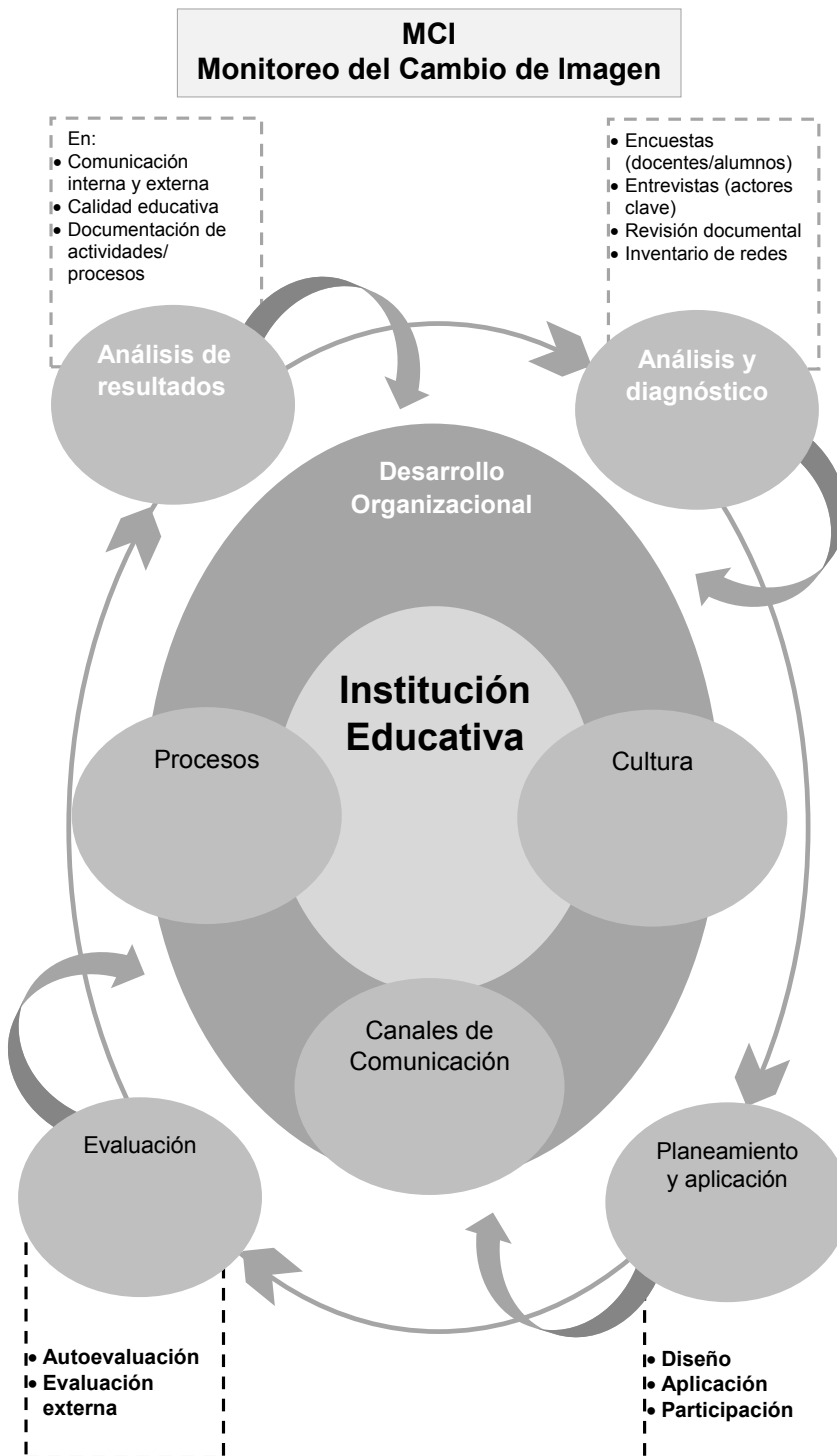 MCI
Monitoreo del Cambio de Imagen
En:
• Comunicación
interna y externa
• Calidad educativa
• Documentación de
actividades/
procesos
• Encuestas
(docentes/alumnos)
• Entrevistas (actores
clave)
• Revisión documental
• Inventario de redes
Análisis de
resultados
Análisis y
diagnóstico
Desarrollo
Organizacional
Institución
Educativa
Procesos
Cultura
Canales de
Comunicación
Evaluación
Planeamiento
y aplicación
• Autoevaluación
• Evaluación
externa
• Diseño
• Aplicación
• Participación